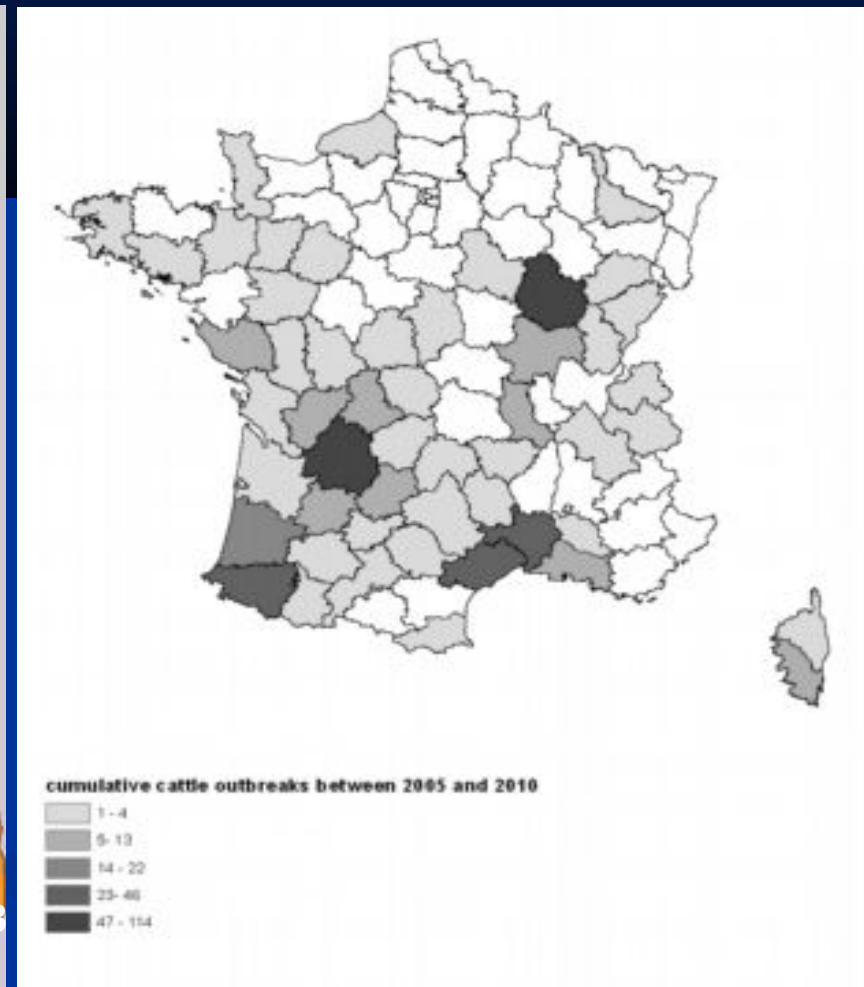 cumulative cattle outbreaks between 2005 and 2010
1 - 4
5- 13
14 - 22
23- 46
47 - 114